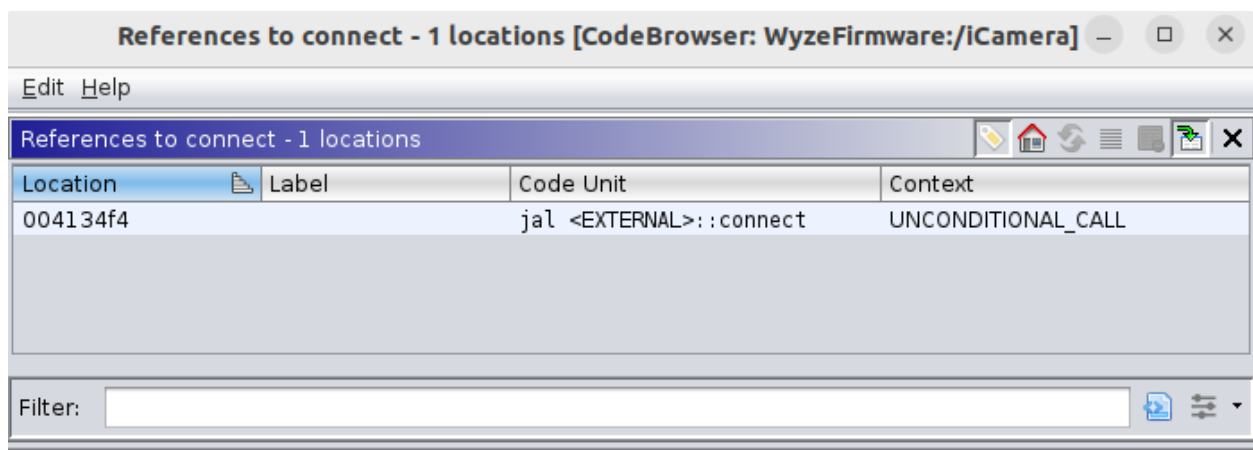 References to connect - 1 locations [CodeBrowser: WyzeFirmware:/iCamera]
Edit Help
References to connect - 1 locations
Location Label Code Unit Context
004134f4 jal <EXTERNAL>::connect UNCONDITIONAL_CALL
Filter: